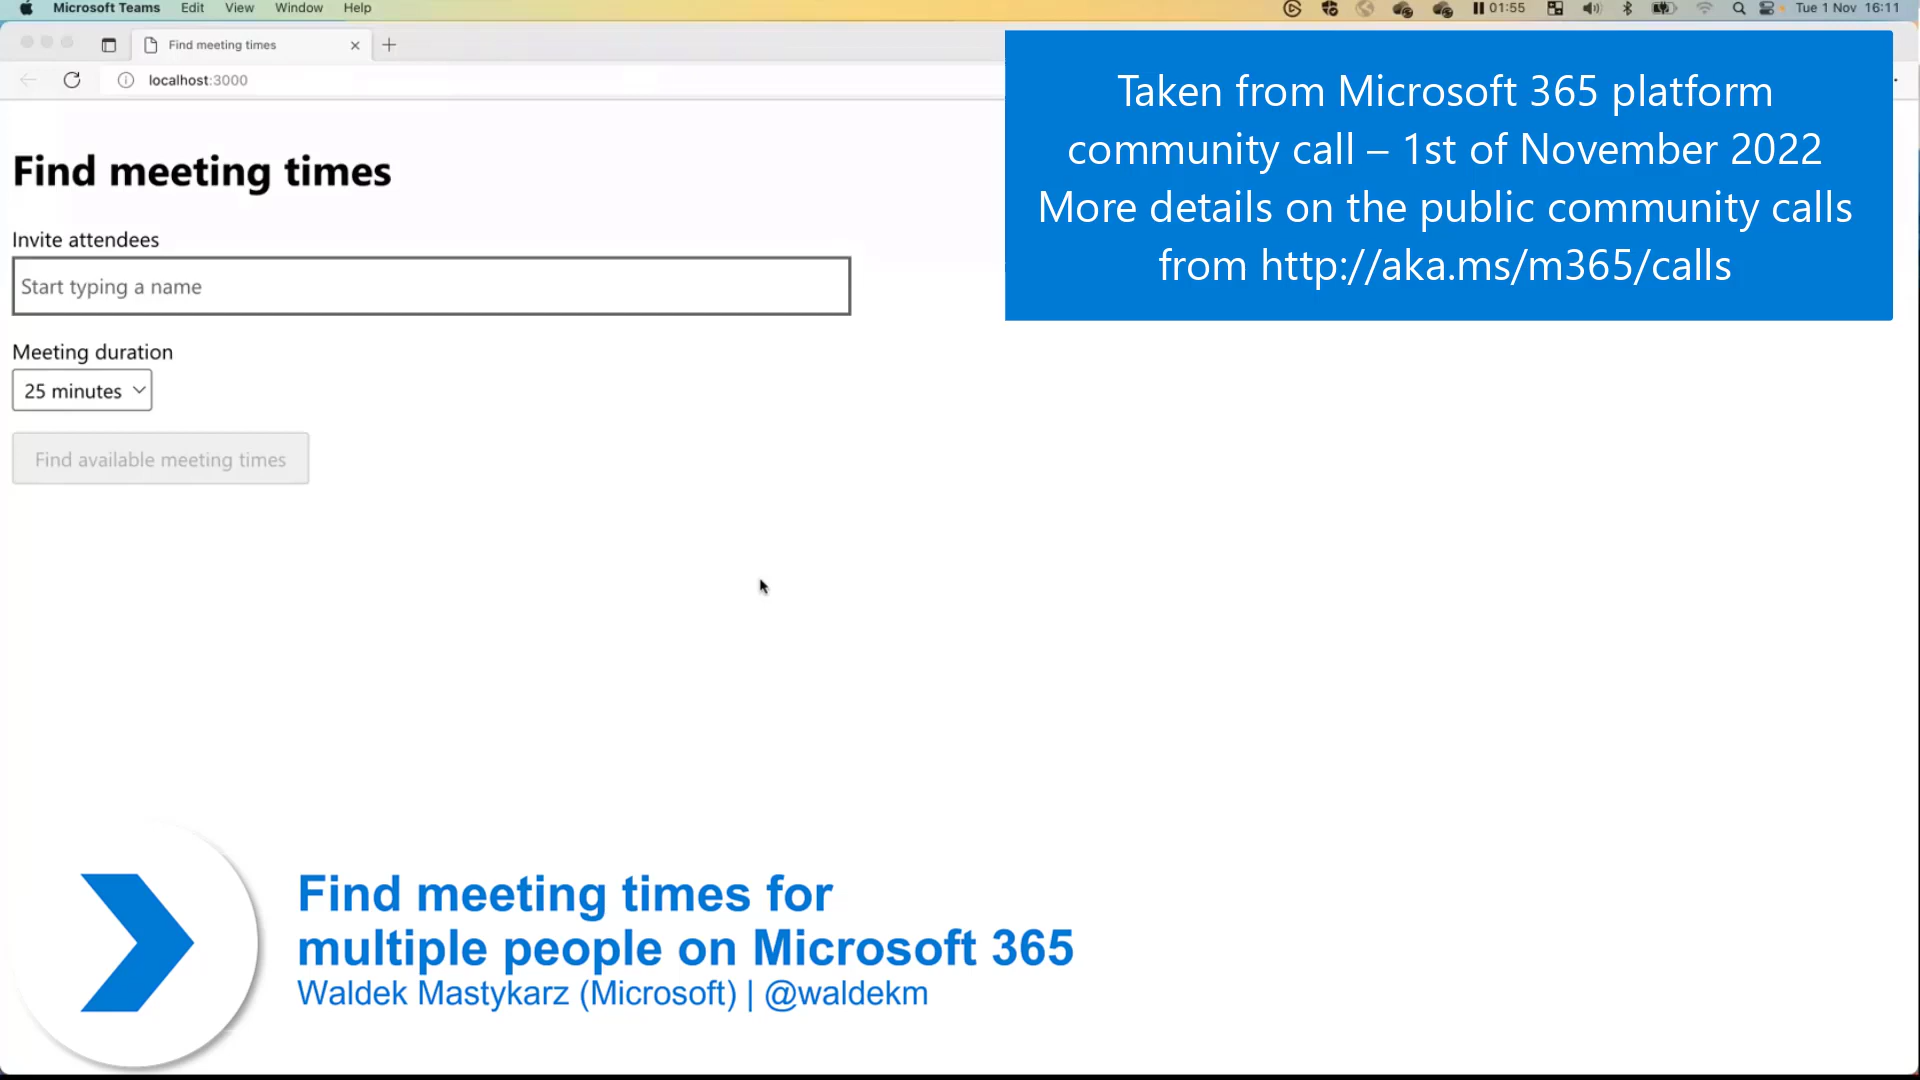 Microsoft Teams Edit View Window Help
01:55 Tue 1 Nov 16:11
Find meeting times
localhost:3000
Taken from Microsoft 365 platform
community call – 1st of November 2022
More details on the public community calls
from http://aka.ms/m365/calls
Find meeting times
Invite attendees
Start typing a name
Meeting duration
25 minutes
Find available meeting times
Find meeting times for
multiple people on Microsoft 365
Waldek Mastykarz (Microsoft) | @waldekm